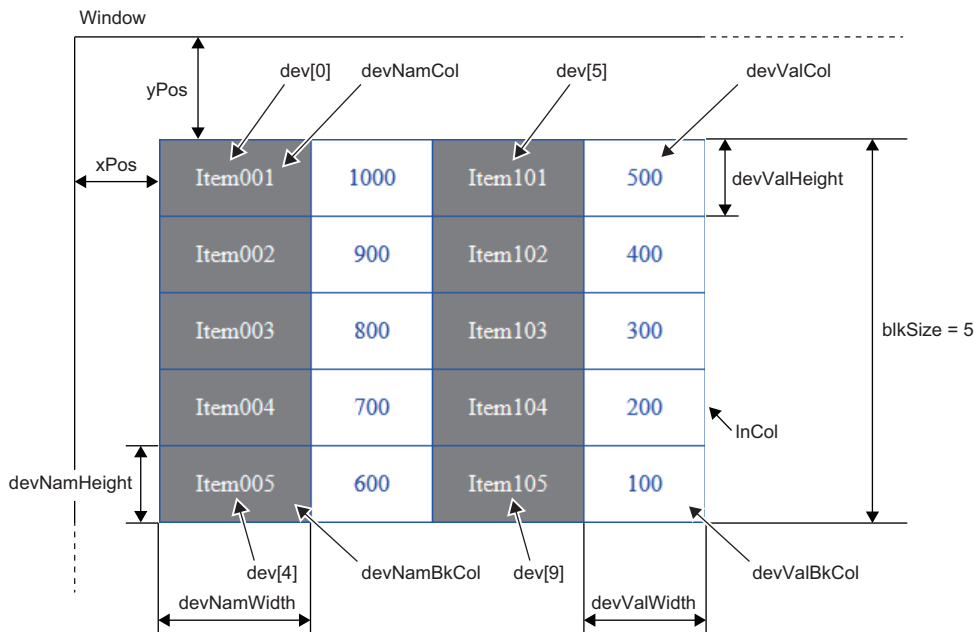 Window
dev[0] devNamCol dev[5] devValCol
yPos
xPos
Item001 1000 Item101 500
devValHeight
Item002 900 Item102 400
Item003 800 Item103 300
blkSize = 5
Item004 700 Item104 200
lnCol
devNamHeight
Item005 600 Item105 100
dev[4] devNamBkCol dev[9] devValBkCol
devNamWidth devValWidth